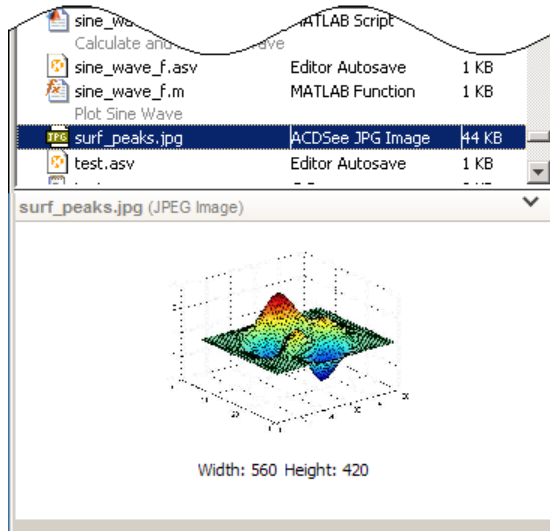 sine_wa MATLAB Script
Calculate and ave
sine_wave_f.asv Editor Autosave 1 KB
sine_wave_f.m MATLAB Function 1 KB
Plot Sine Wave
surf_peaks.jpg ACDSee JPG Image 44 KB
test.asv Editor Autosave 1 KB
surf_peaks.jpg (JPEG Image)
Width: 560 Height: 420